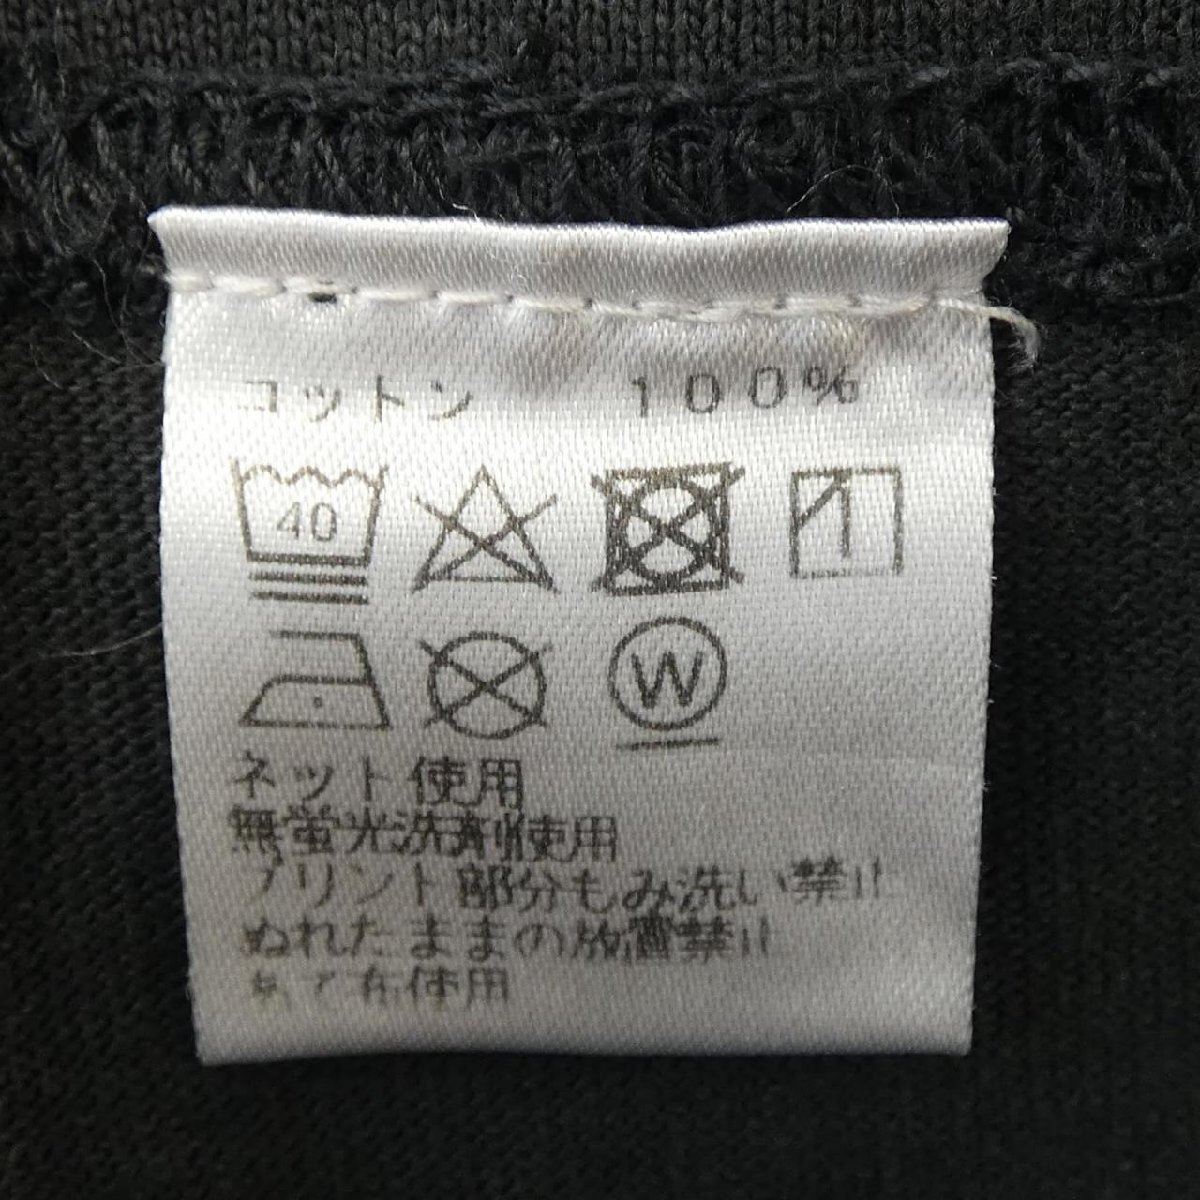 コットン 100%
40
W
ネット使用
無蛍光洗剤使用
プリント部分もみ洗い禁止
ぬれたままの放置禁止
あて布使用